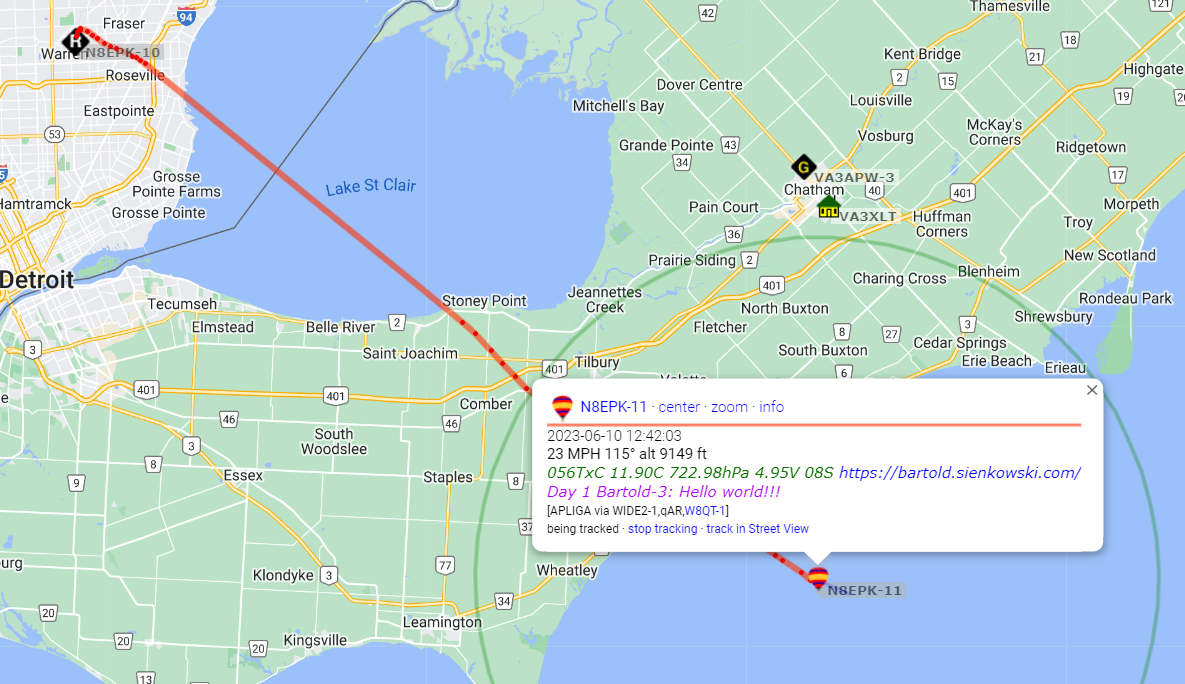 42
121
Thamesville
Fraser
94
18
K
Warren
N8EPK-10
Kent Bridge
21
Roseville
Highgate
2
15
19
20
Dover Centre
Louisville
Eastpointe
Mitchell's Bay
McKay's
Corners
53
Vosburg
Grande Pointe
43
34
Ridgetown
G
VA3APW-3
17
Grosse
Pointe Farms
Lake St Clair
Chatham
40
401
Hamtramck
Grosse Pointe
Pain Court
VA3XLT
Huffman
Corners
Morpeth
Troy
36
Prairie Siding
2
New Scotland
Detroit
Blenheim
Charing Cross
401
Tecumseh
Stoney Point
Jeannettes
Creek
North Buxton
Rondeau Park
Shrewsbury
Elmstead
Belle River
2
Fletcher
8
27
3
3
Saint Joachim
Cedar Springs
South Buxton
Erie Beach
Tilbury
401
Erieau
6
401
401
Comber
46
46
N8EPK-11 · center · zoom · info
2023-06-10 12:42:03
23 MPH 115° alt 9149 ft
056TxC 11.90C 722.98hPa 4.95V 08S https://bartold.sienkowski.com/
Day 1 Bartold-3: Hello world!!!
[APLIGA via WIDE2-1,qAR,W8QT-1]
being tracked · stop tracking · track in Street View
South
Woodslee
3
8
Essex
9
Staples
8
37
77
Klondyke
3
Wheatley
N8EPK-11
34
20
Leamington
20
20
Kingsville
13